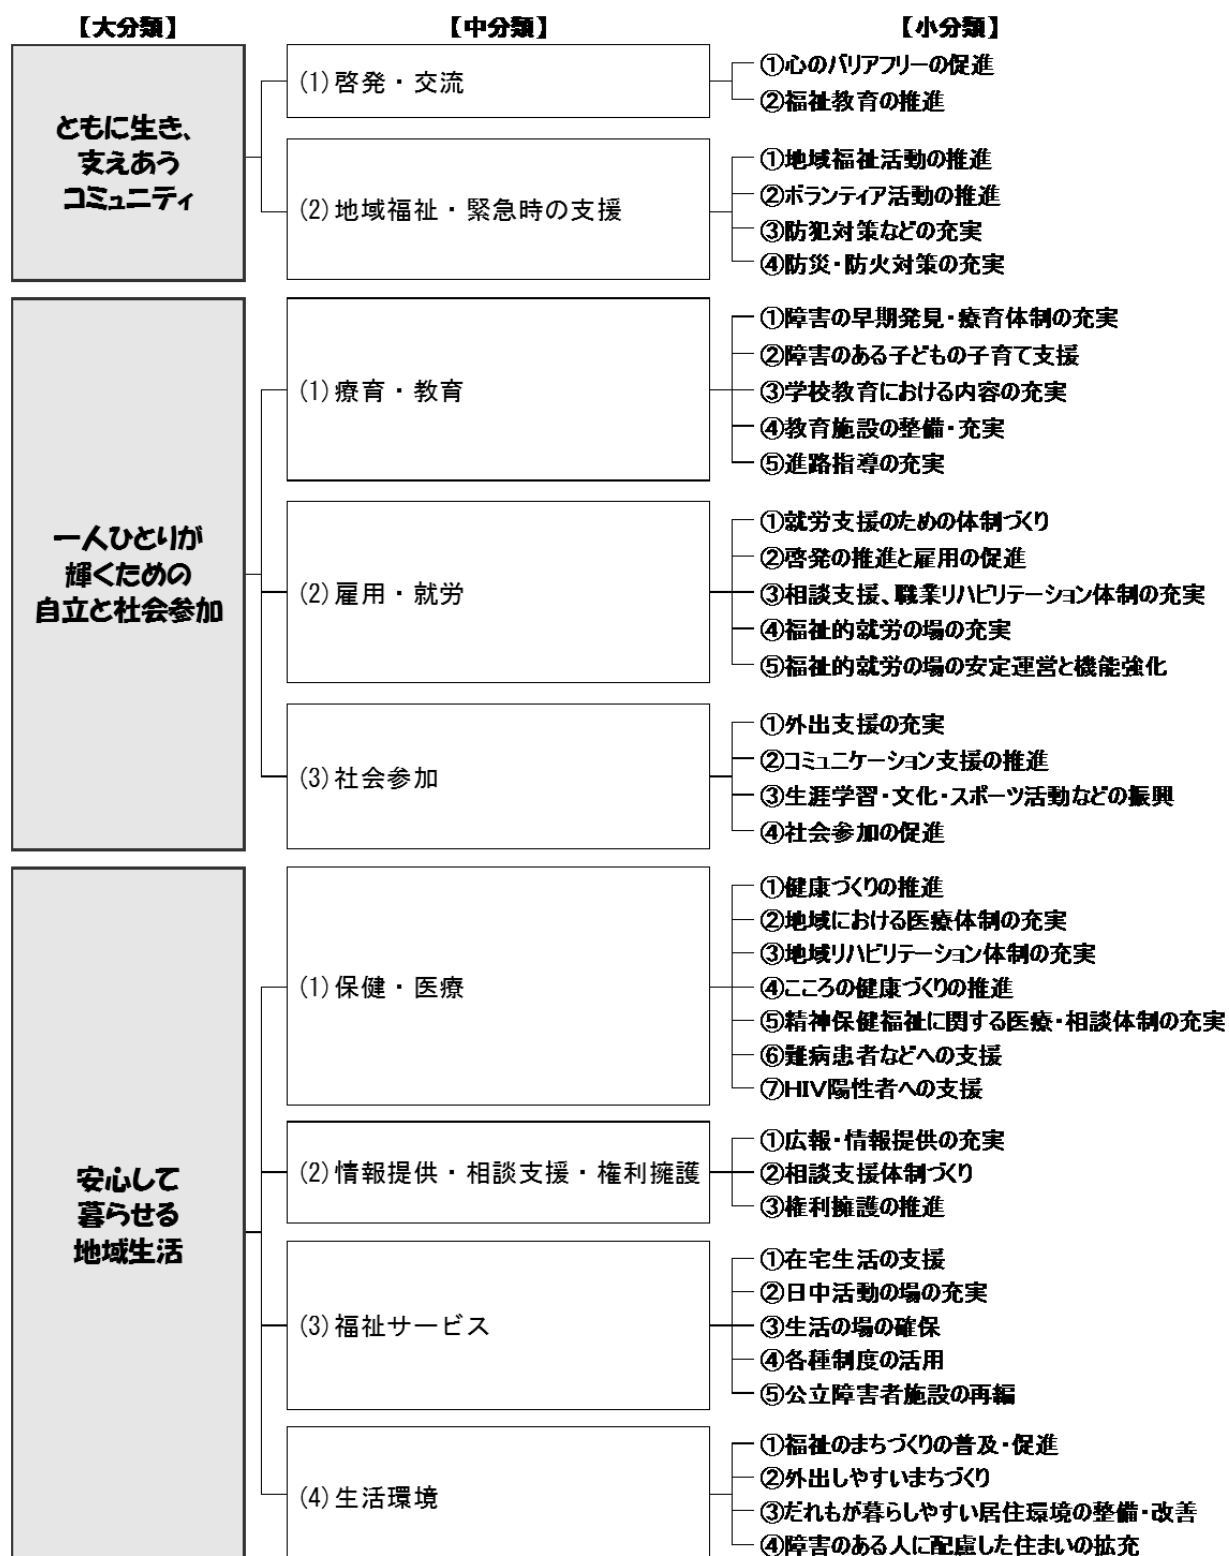 【大分類】
【中分類】
【小分類】
ともに生き、
支えあう
コミュニティ
(1)啓発・交流
①心のバリアフリーの促進
②福祉教育の推進
(2)地域福祉・緊急時の支援
①地域福祉活動の推進
②ボランティア活動の推進
③防犯対策などの充実
④防災・防火対策の充実
一人ひとりが
輝くための
自立と社会参加
(1)療育・教育
①障害の早期発見・療育体制の充実
②障害のある子どもの子育て支援
③学校教育における内容の充実
④教育施設の整備・充実
⑤進路指導の充実
(2)雇用・就労
①就労支援のための体制づくり
②啓発の推進と雇用の促進
③相談支援、職業リハビリテーション体制の充実
④福祉的就労の場の充実
⑤福祉的就労の場の安定運営と機能強化
(3)社会参加
①外出支援の充実
②コミュニケーション支援の推進
③生涯学習・文化・スポーツ活動などの振興
④社会参加の促進
安心して
暮らせる
地域生活
(1)保健・医療
①健康づくりの推進
②地域における医療体制の充実
③地域リハビリテーション体制の充実
④こころの健康づくりの推進
⑤精神保健福祉に関する医療・相談体制の充実
⑥難病患者などへの支援
⑦HIV陽性者への支援
(2)情報提供・相談支援・権利擁護
①広報・情報提供の充実
②相談支援体制づくり
③権利擁護の推進
(3)福祉サービス
①在宅生活の支援
②日中活動の場の充実
③生活の場の確保
④各種制度の活用
⑤公立障害者施設の再編
(4)生活環境
①福祉のまちづくりの普及・促進
②外出しやすいまちづくり
③だれもが暮らしやすい居住環境の整備・改善
④障害のある人に配慮した住まいの拡充